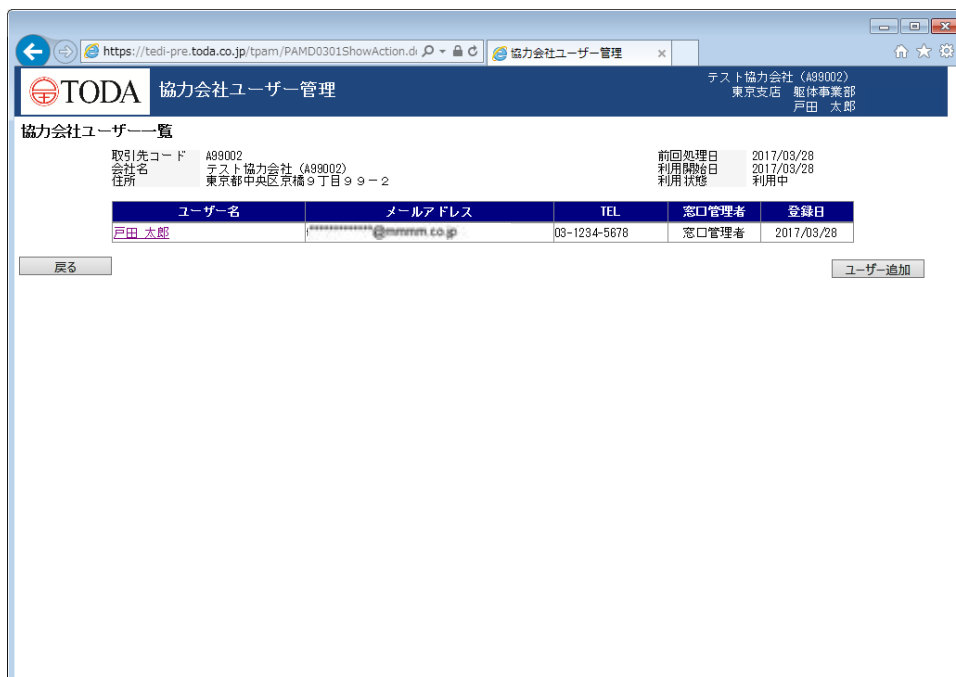 https://tedi-pre.toda.co.jp/tpam/PAMD0301ShowAction.d
協力会社ユーザー管理
TODA 協力会社ユーザー管理
テスト協力会社（A99002）
東京支店 躯体事業部
戸田 太郎
協力会社ユーザー一覧
取引先コード A99002 前回処理日 2017/03/28
会社名 テスト協力会社（A99002） 利用開始日 2017/03/28
住所 東京都中央区京橋９丁目９９－２ 利用状態 利用中
ユーザー名 メールアドレス TEL 窓口管理者 登録日
戸田 太郎 *************@mmmm.co.jp 03-1234-5678 窓口管理者 2017/03/28
戻る ユーザー追加